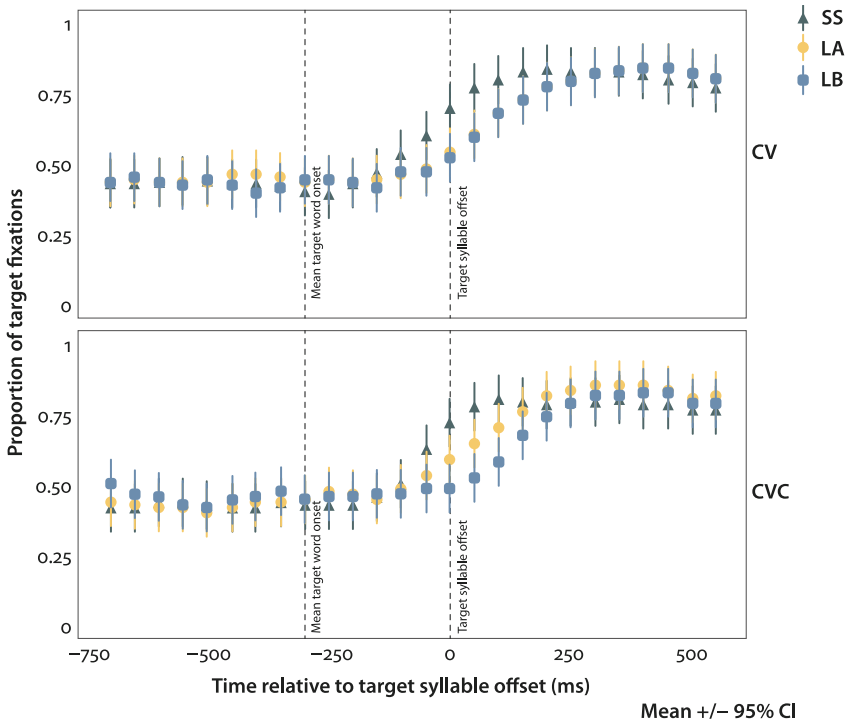 SS
LA
LB
Proportion of target fixations
1
0.75
0.50
0.25
0
Mean target word onset
Target syllable offset
CV
1
0.75
0.50
0.25
0
Mean target word onset
Target syllable offset
CVC
−750
−500
−250
0
250
500
Time relative to target syllable offset (ms)
Mean +/− 95% CI